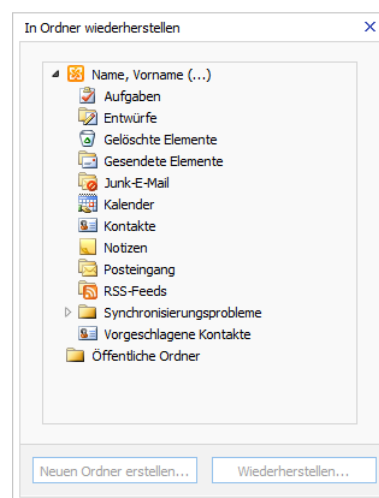 In Ordner wiederherstellen
Name, Vorname (...)
Aufgaben
Entwürfe
Gelöschte Elemente
Gesendete Elemente
Junk-E-Mail
Kalender
Kontakte
Notizen
Posteingang
RSS-Feeds
Synchronisierungsprobleme
Vorgeschlagene Kontakte
Öffentliche Ordner
Neuen Ordner erstellen... Wiederherstellen...